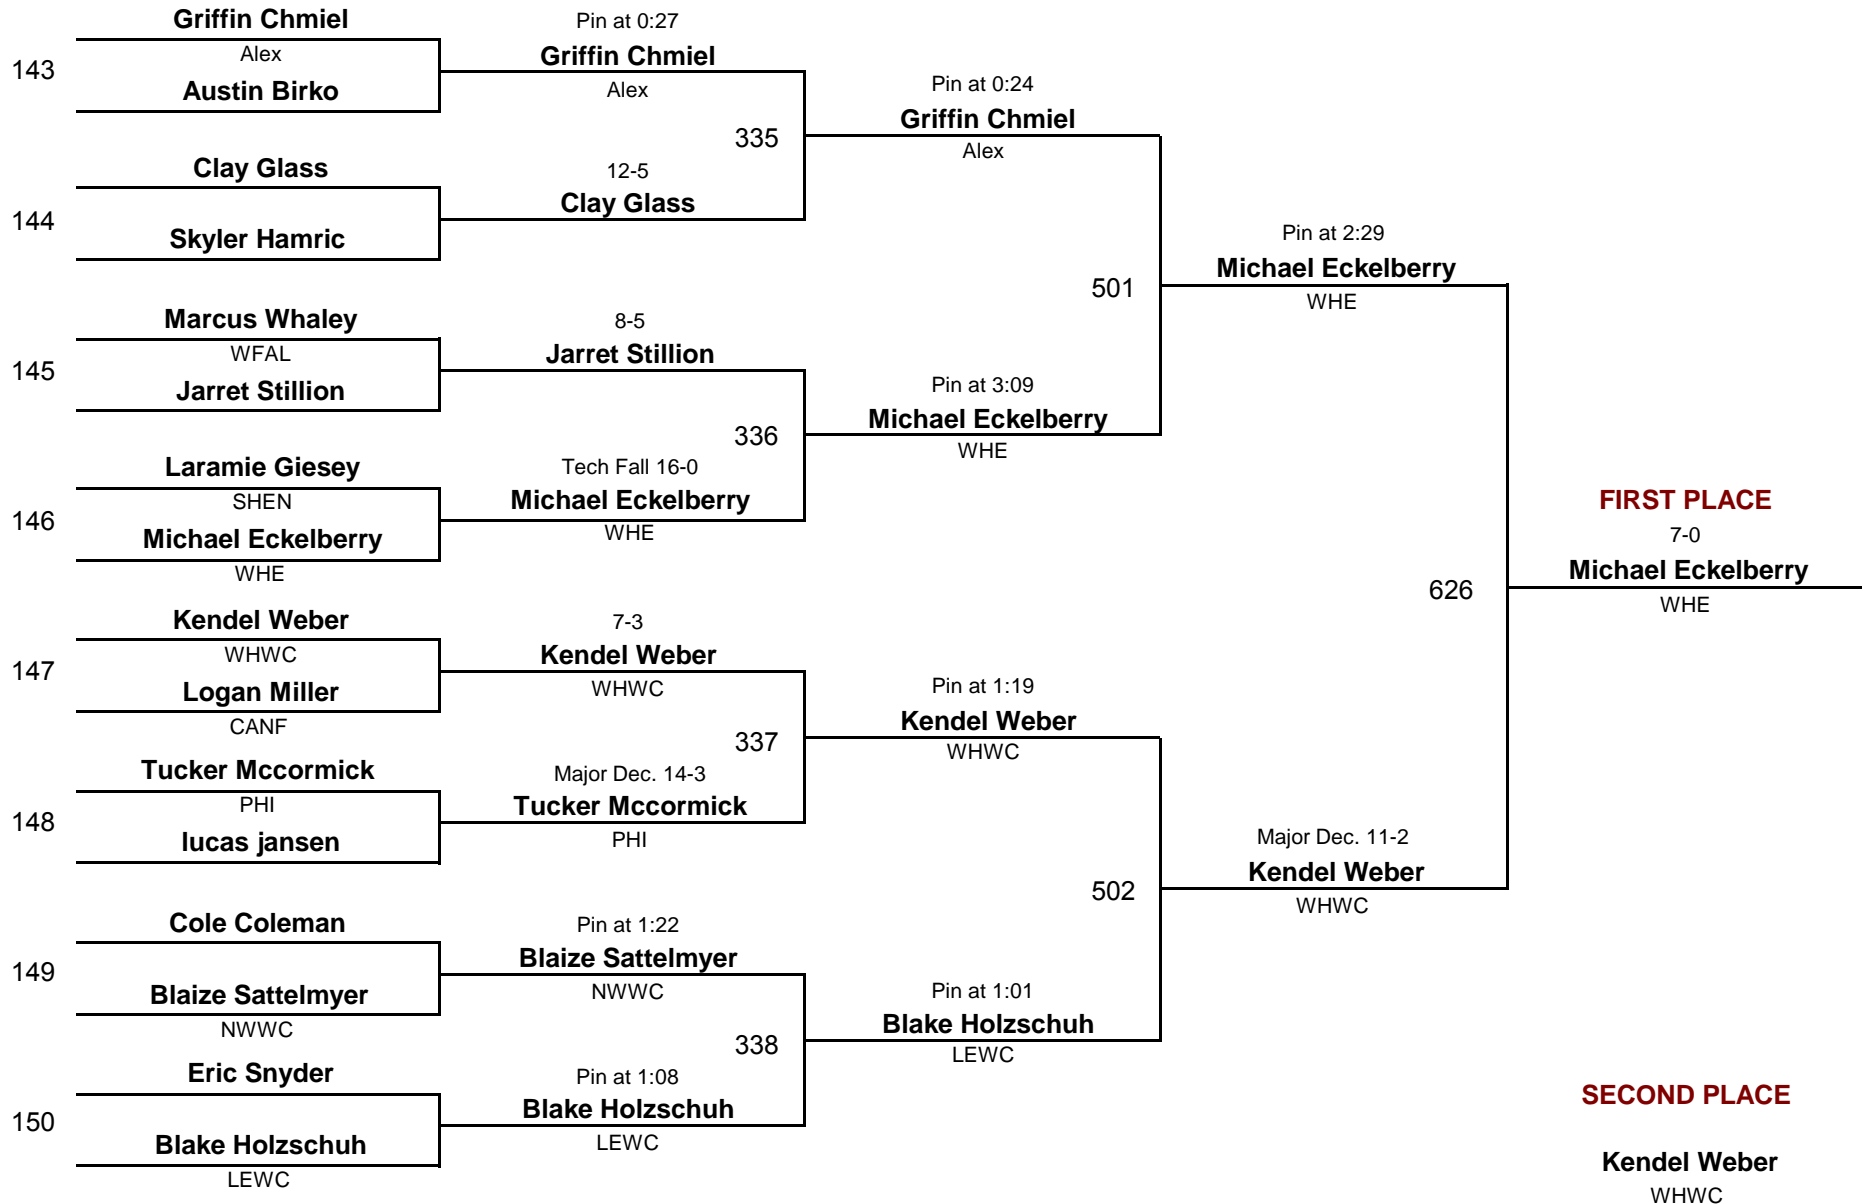 Griffin Chmiel
Alex
143
Austin Birko
Clay Glass
144
Skyler Hamric
Marcus Whaley
WFAL
145
Jarret Stillion
Laramie Giesey
SHEN
146
Michael Eckelberry
WHE
Kendel Weber
WHWC
147
Logan Miller
CANF
Tucker Mccormick
PHI
148
lucas jansen
Cole Coleman
149
Blaize Sattelmyer
NWWC
Eric Snyder
150
Blake Holzschuh
LEWC
Pin at 0:27
Griffin Chmiel
Alex
335
12-5
Clay Glass
8-5
Jarret Stillion
336
Tech Fall 16-0
Michael Eckelberry
WHE
7-3
Kendel Weber
WHWC
337
Major Dec. 14-3
Tucker Mccormick
PHI
Pin at 1:22
Blaize Sattelmyer
NWWC
338
Pin at 1:08
Blake Holzschuh
LEWC
Pin at 0:24
Griffin Chmiel
Alex
501
Pin at 3:09
Michael Eckelberry
WHE
Pin at 1:19
Kendel Weber
WHWC
502
Pin at 1:01
Blake Holzschuh
LEWC
Pin at 2:29
Michael Eckelberry
WHE
626
Major Dec. 11-2
Kendel Weber
WHWC
FIRST PLACE
7-0
Michael Eckelberry
WHE
SECOND PLACE
Kendel Weber
WHWC